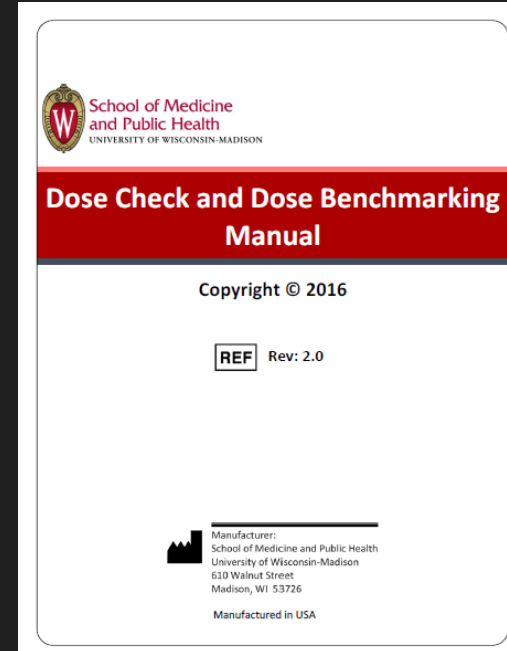 School of Medicine
and Public Health
UNIVERSITY OF WISCONSIN-MADISON
Dose Check and Dose Benchmarking
Manual
Copyright © 2016
REF Rev: 2.0
Manufacturer:
School of Medicine and Public Health
University of Wisconsin-Madison
610 Walnut Street
Madison, WI 53726
Manufactured in USA